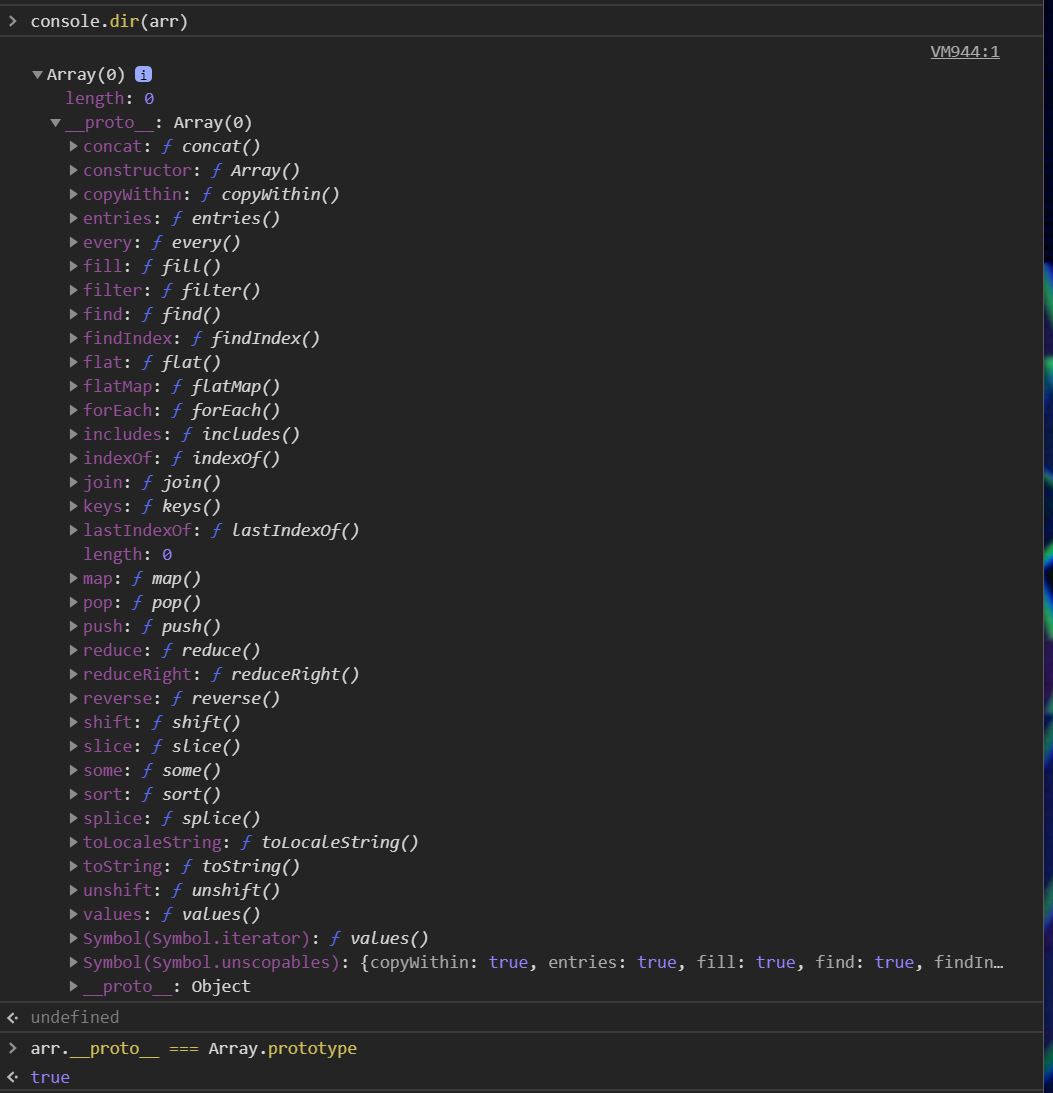 > console.dir(arr)
VM944:1
▼Array(0) i
length: 0
▼__proto__: Array(0)
▶concat: ƒ concat()
▶constructor: ƒ Array()
▶copyWithin: ƒ copyWithin()
▶entries: ƒ entries()
▶every: ƒ every()
▶fill: ƒ fill()
▶filter: ƒ filter()
▶find: ƒ find()
▶findIndex: ƒ findIndex()
▶flat: ƒ flat()
▶flatMap: ƒ flatMap()
▶forEach: ƒ forEach()
▶includes: ƒ includes()
▶indexOf: ƒ indexOf()
▶join: ƒ join()
▶keys: ƒ keys()
▶lastIndexOf: ƒ lastIndexOf()
length: 0
▶map: ƒ map()
▶pop: ƒ pop()
▶push: ƒ push()
▶reduce: ƒ reduce()
▶reduceRight: ƒ reduceRight()
▶reverse: ƒ reverse()
▶shift: ƒ shift()
▶slice: ƒ slice()
▶some: ƒ some()
▶sort: ƒ sort()
▶splice: ƒ splice()
▶toLocaleString: ƒ toLocaleString()
▶toString: ƒ toString()
▶unshift: ƒ unshift()
▶values: ƒ values()
▶Symbol(Symbol.iterator): ƒ values()
▶Symbol(Symbol.unscopables): {copyWithin: true, entries: true, fill: true, find: true, findIn…
▶__proto__: Object
undefined
> arr.__proto__ === Array.prototype
true